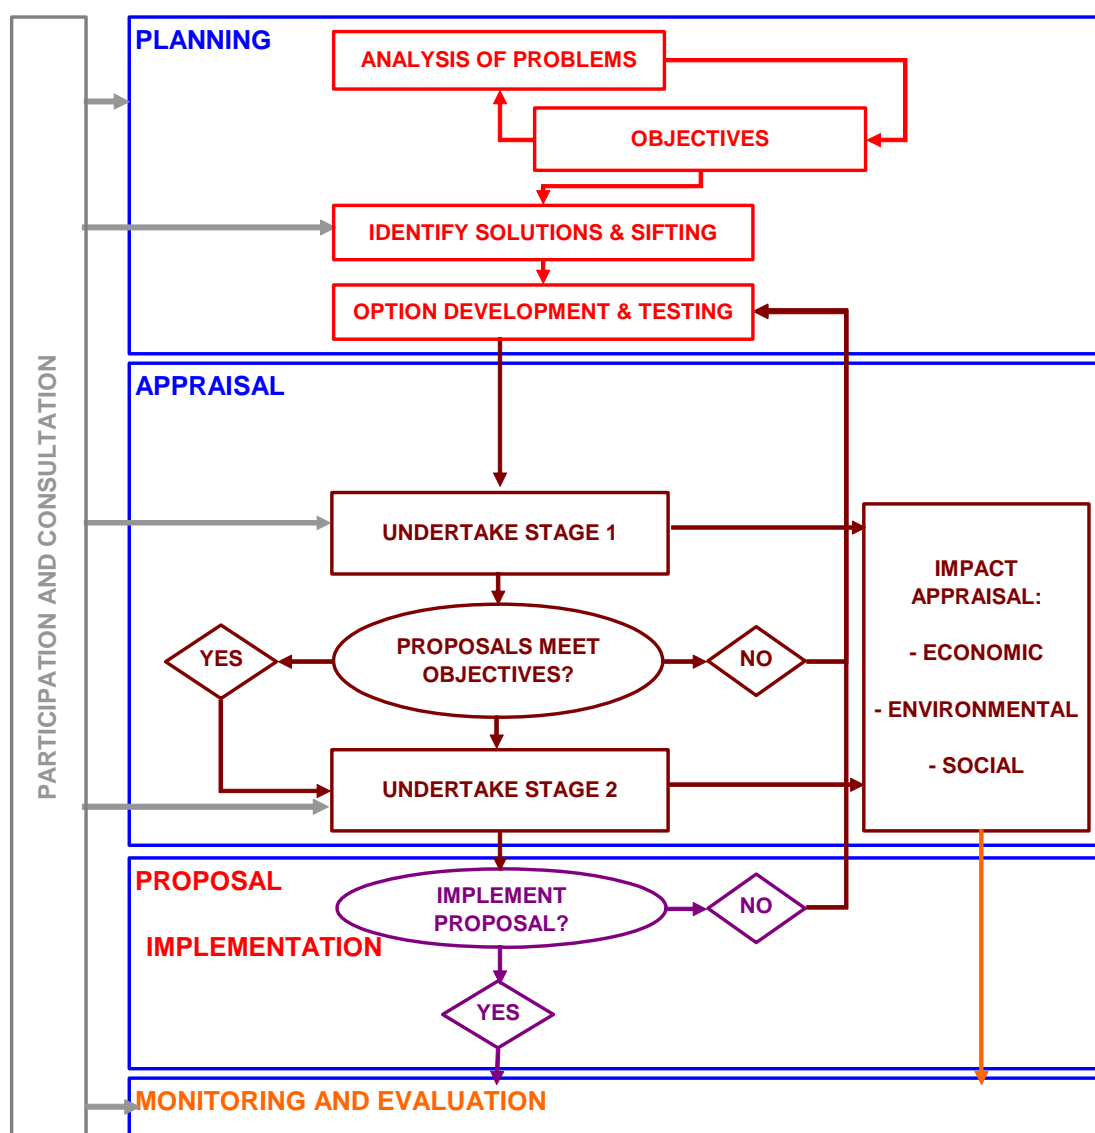 PARTICIPATION AND CONSULTATION
PLANNING
ANALYSIS OF PROBLEMS
OBJECTIVES
IDENTIFY SOLUTIONS & SIFTING
OPTION DEVELOPMENT & TESTING
APPRAISAL
UNDERTAKE STAGE 1
IMPACT
APPRAISAL:
- ECONOMIC
- ENVIRONMENTAL
- SOCIAL
YES
PROPOSALS MEET
OBJECTIVES?
NO
UNDERTAKE STAGE 2
PROPOSAL
IMPLEMENTATION
IMPLEMENT
PROPOSAL?
NO
YES
MONITORING AND EVALUATION